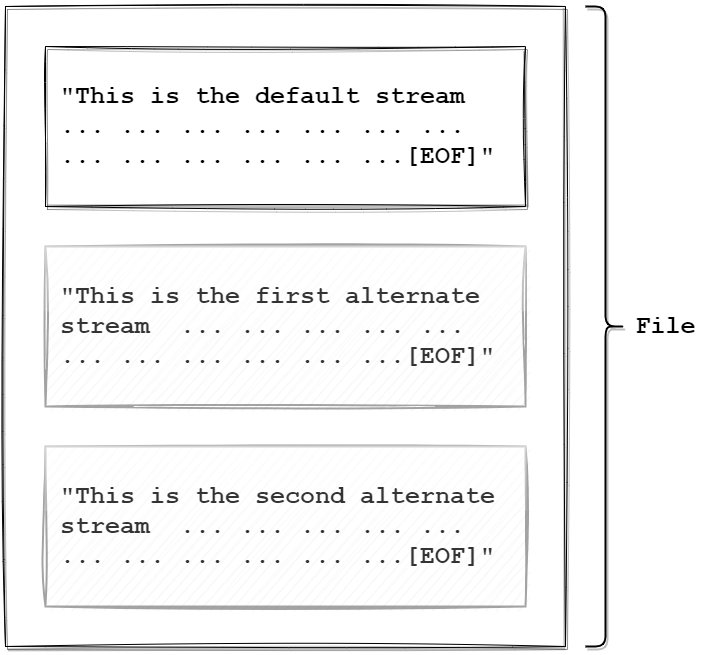 "This is the default stream
... ... ... ... ... ... ...
... ... ... ... ... ...[EOF]"
"This is the first alternate
stream  ... ... ... ... ...
... ... ... ... ... ...[EOF]"
File
"This is the second alternate
stream  ... ... ... ... ...
... ... ... ... ... ...[EOF]"